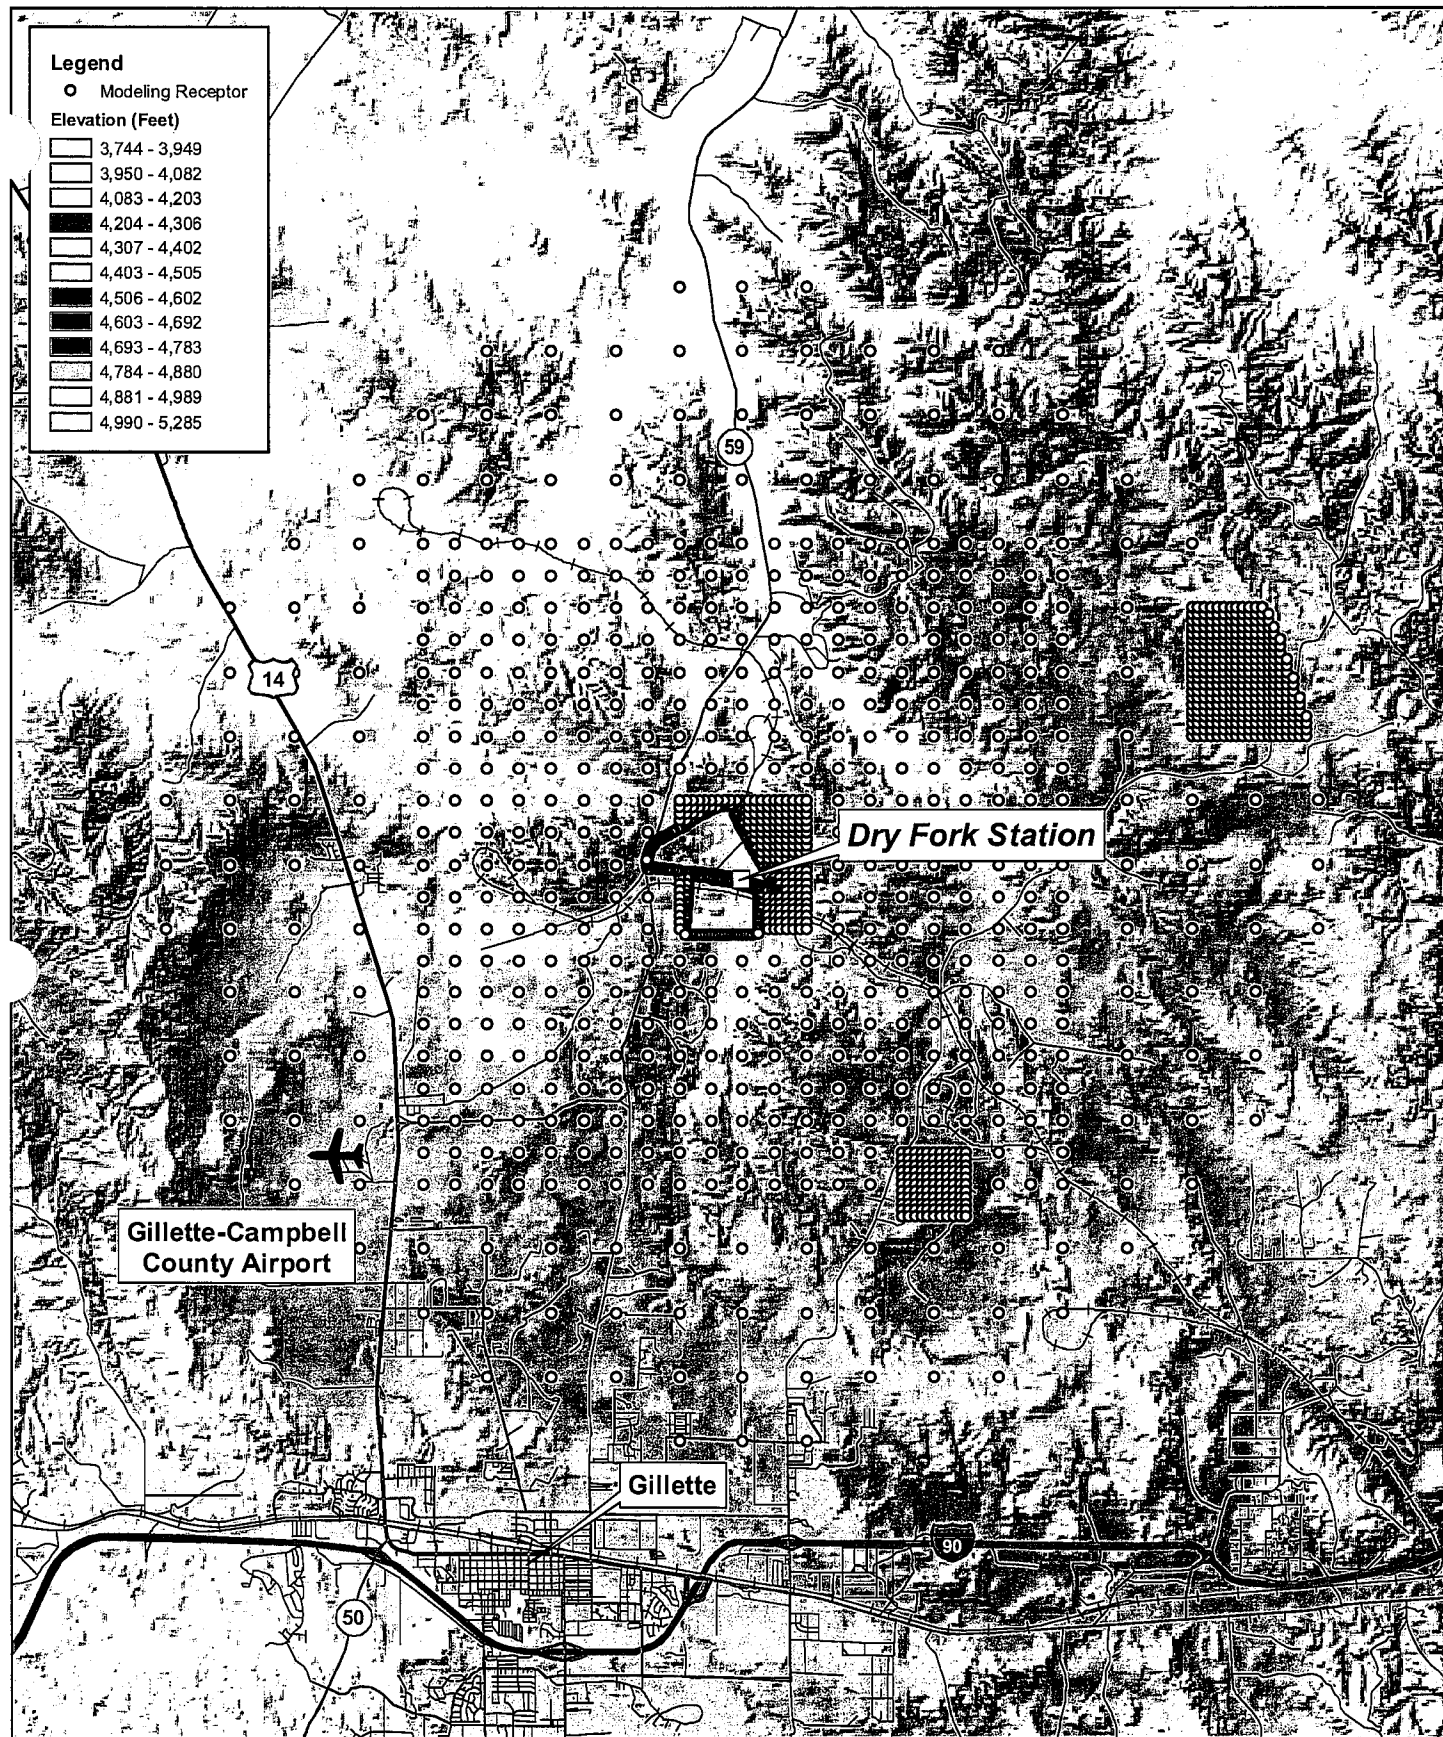 Legend
Modeling Receptor
Elevation (Feet)
3,744 - 3,949
3,950 - 4,082
4,083 - 4,203
4,204 - 4,306
4,307 - 4,402
4,403 - 4,505
4,506 - 4,602
4,603 - 4,692
4,693 - 4,783
4,784 - 4,880
4,881 - 4,989
4,990 - 5,285
59
14
Dry Fork Station
Gillette-Campbell
County Airport
Gillette
90
50